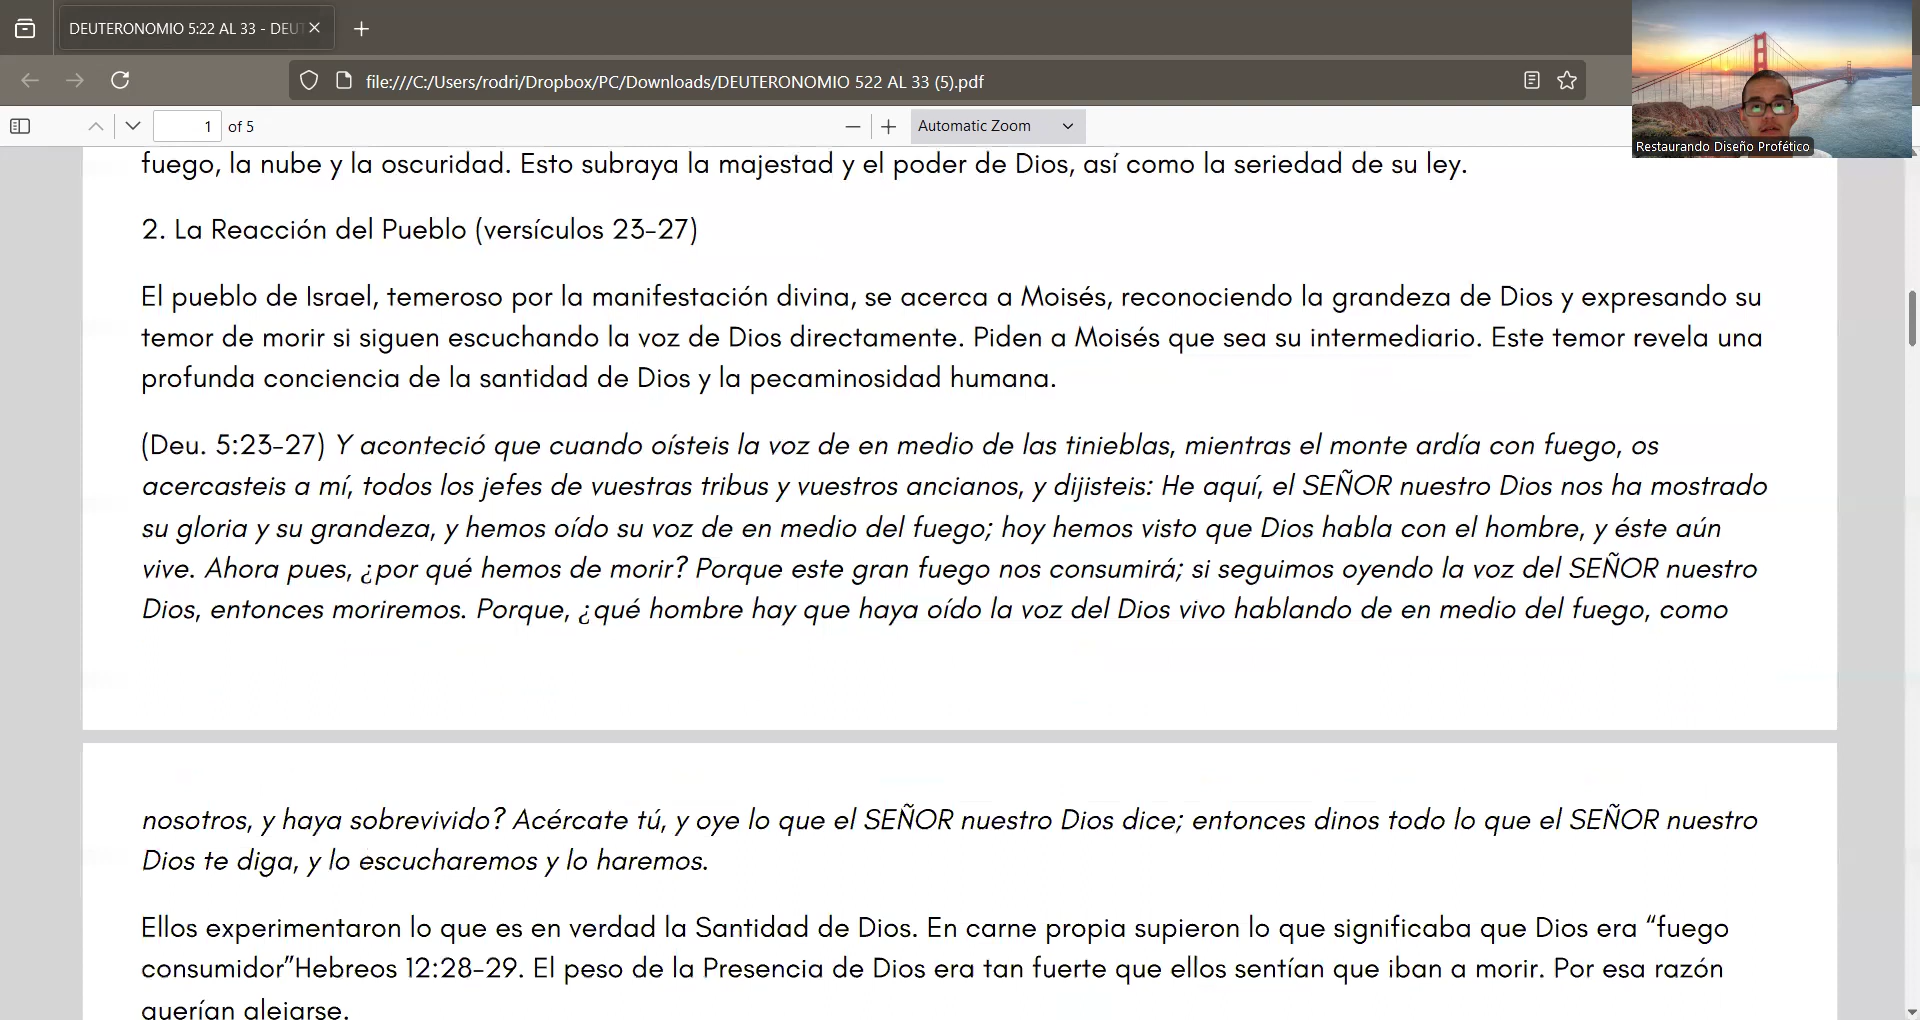 DEUTERONOMIO 5:22 AL 33 - DEUT
file:///C:/Users/rodri/Dropbox/PC/Downloads/DEUTERONOMIO 522 AL 33 (5).pdf
1 of 5
Automatic Zoom
Restaurando Diseño Profético
fuego, la nube y la oscuridad. Esto subraya la majestad y el poder de Dios, así como la seriedad de su ley.
2. La Reacción del Pueblo (versículos 23-27)
El pueblo de Israel, temeroso por la manifestación divina, se acerca a Moisés, reconociendo la grandeza de Dios y expresando su
temor de morir si siguen escuchando la voz de Dios directamente. Piden a Moisés que sea su intermediario. Este temor revela una
profunda conciencia de la santidad de Dios y la pecaminosidad humana.
(Deu. 5:23-27) Y aconteció que cuando oísteis la voz de en medio de las tinieblas, mientras el monte ardía con fuego, os
acercasteis a mí, todos los jefes de vuestras tribus y vuestros ancianos, y dijisteis: He aquí, el SEÑOR nuestro Dios nos ha mostrado
su gloria y su grandeza, y hemos oído su voz de en medio del fuego; hoy hemos visto que Dios habla con el hombre, y éste aún
vive. Ahora pues, ¿por qué hemos de morir? Porque este gran fuego nos consumirá; si seguimos oyendo la voz del SEÑOR nuestro
Dios, entonces moriremos. Porque, ¿qué hombre hay que haya oído la voz del Dios vivo hablando de en medio del fuego, como
nosotros, y haya sobrevivido? Acércate tú, y oye lo que el SEÑOR nuestro Dios dice; entonces dinos todo lo que el SEÑOR nuestro
Dios te diga, y lo escucharemos y lo haremos.
Ellos experimentaron lo que es en verdad la Santidad de Dios. En carne propia supieron lo que significaba que Dios era “fuego
consumidor”Hebreos 12:28-29. El peso de la Presencia de Dios era tan fuerte que ellos sentían que iban a morir. Por esa razón
querían alejarse.